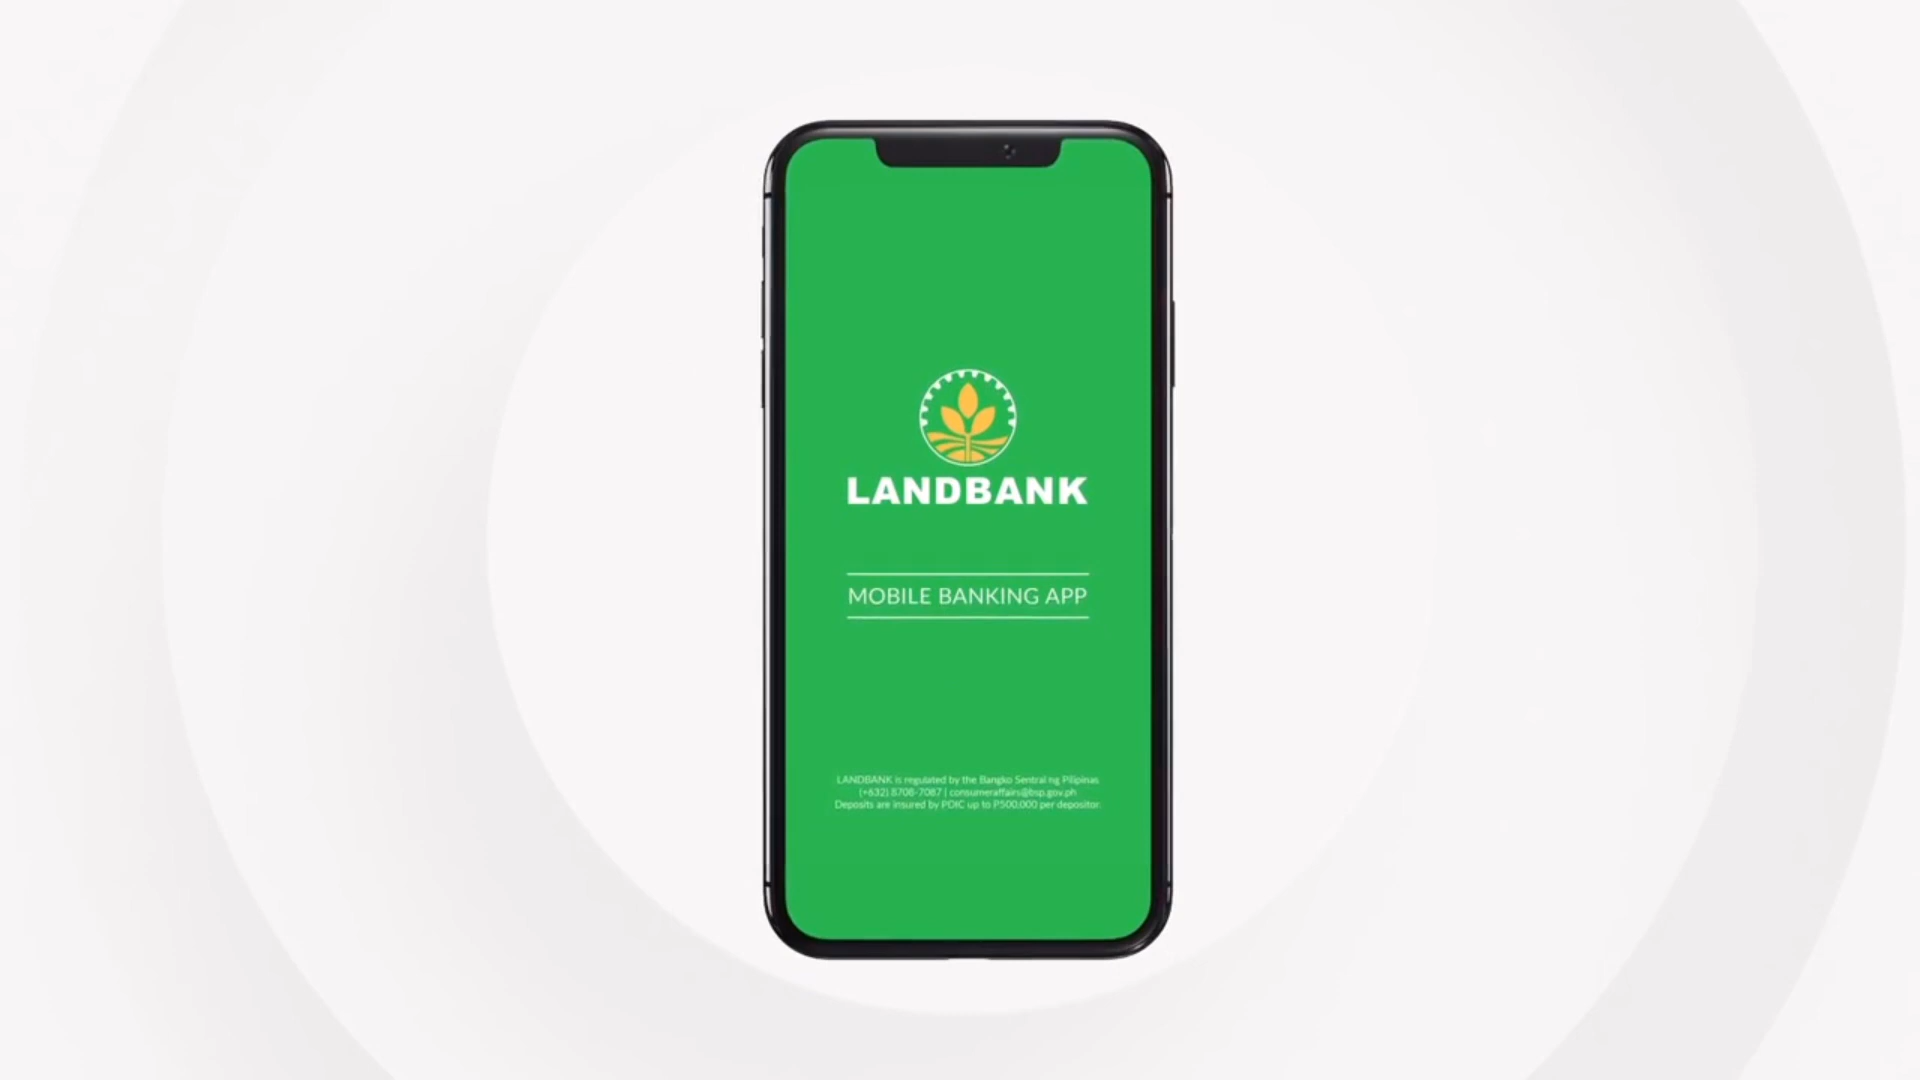 LANDBANK
MOBILE BANKING APP
LANDBANK is regulated by the Bangko Sentral ng Pilipinas
(+632) 8708-7087 | consumeraffairs@bsp.gov.ph
Deposits are insured by PDIC up to P500,000 per depositor.